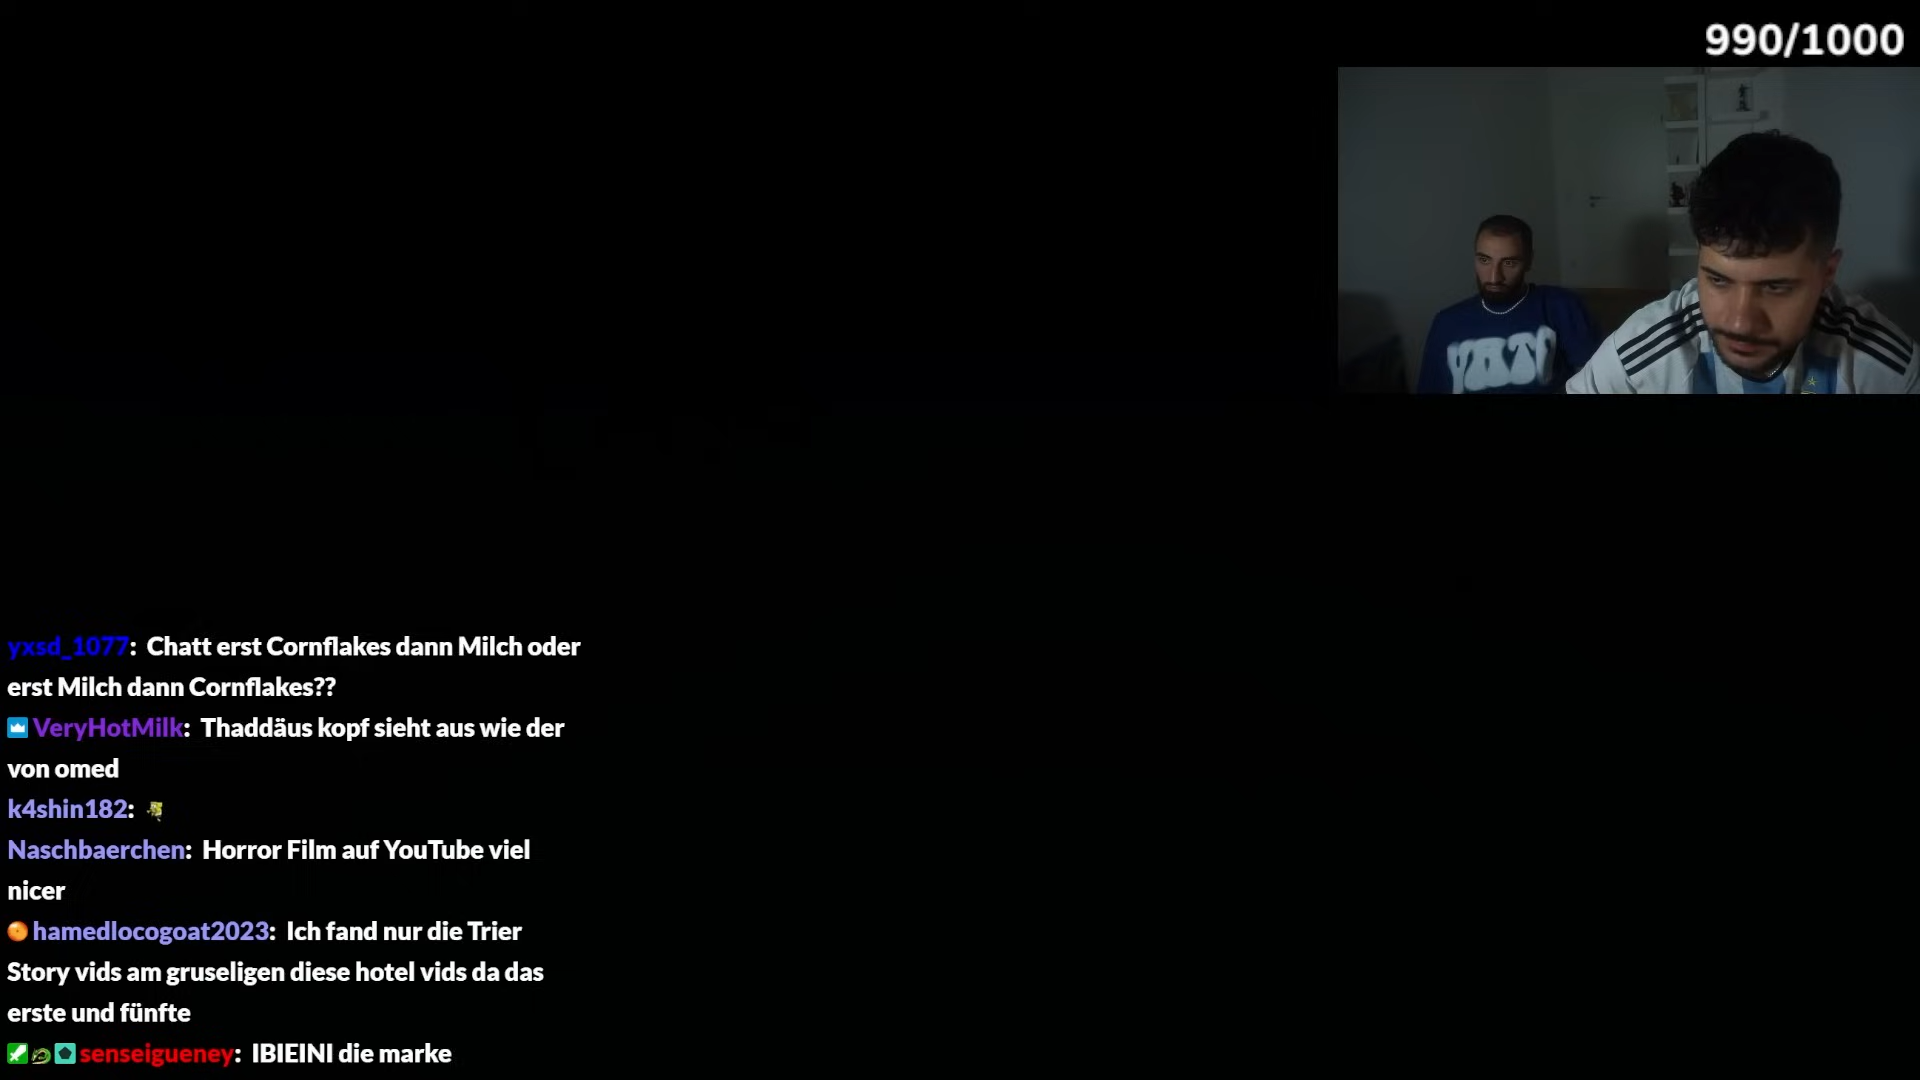 990/1000
yxsd_1077: Chatt erst Cornflakes dann Milch oder
erst Milch dann Cornflakes??
VeryHotMilk: Thaddäus kopf sieht aus wie der
von omed
k4shin182:
Naschbaerchen: Horror Film auf YouTube viel
nicer
hamedlocogoat2023: Ich fand nur die Trier
Story vids am gruseligen diese hotel vids da das
erste und fünfte
senseigueney: IBIEINI die marke